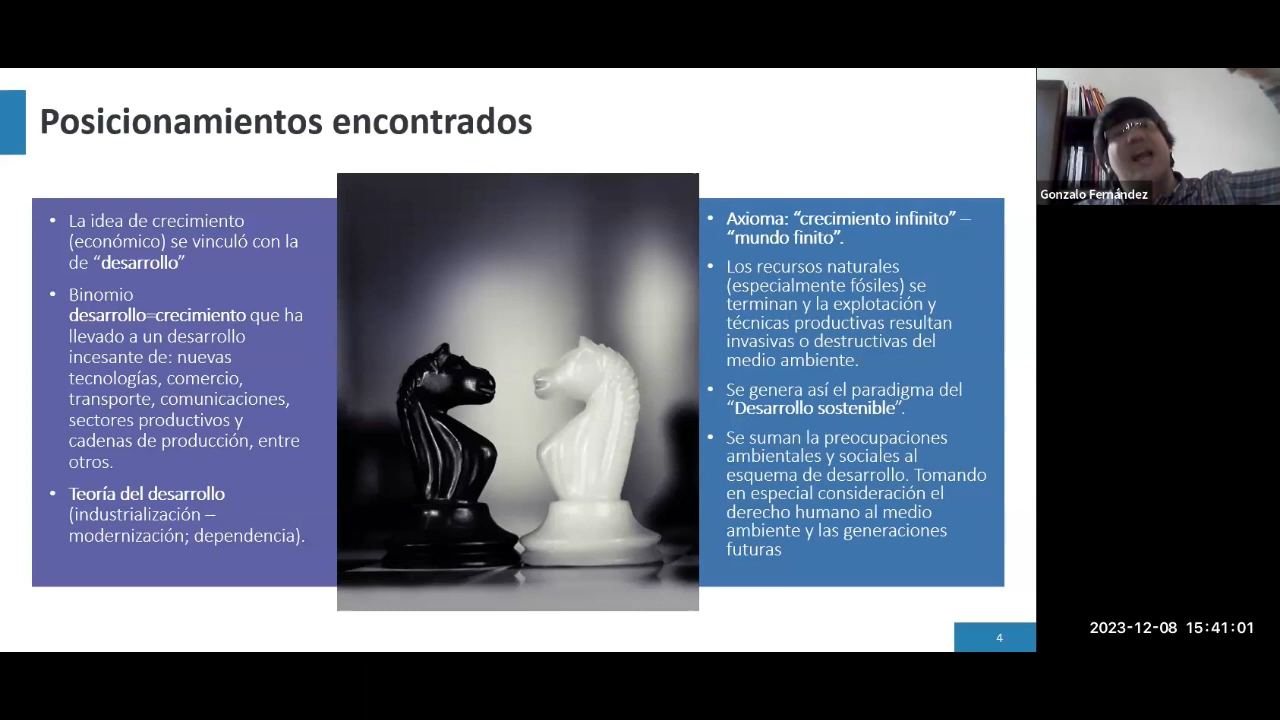 Posicionamientos encontrados
• La idea de crecimiento
(económico) se vinculó con la
de “desarrollo”
• Binomio
desarrollo=crecimiento que ha
llevado a un desarrollo
incesante de: nuevas
tecnologías, comercio,
transporte, comunicaciones,
sectores productivos y
cadenas de producción, entre
otros.
• Teoría del desarrollo
(industrialización –
modernización; dependencia).
• Axioma: “crecimiento infinito” –
“mundo finito”.
• Los recursos naturales
(especialmente fósiles) se
terminan y la explotación y
técnicas productivas resultan
invasivas o destructivas del
medio ambiente.
• Se genera así el paradigma del
“Desarrollo sostenible”.
• Se suman la preocupaciones
ambientales y sociales al
esquema de desarrollo. Tomando
en especial consideración el
derecho humano al medio
ambiente y las generaciones
futuras
4
Gonzalo Fernández
2023-12-08 15:41:01